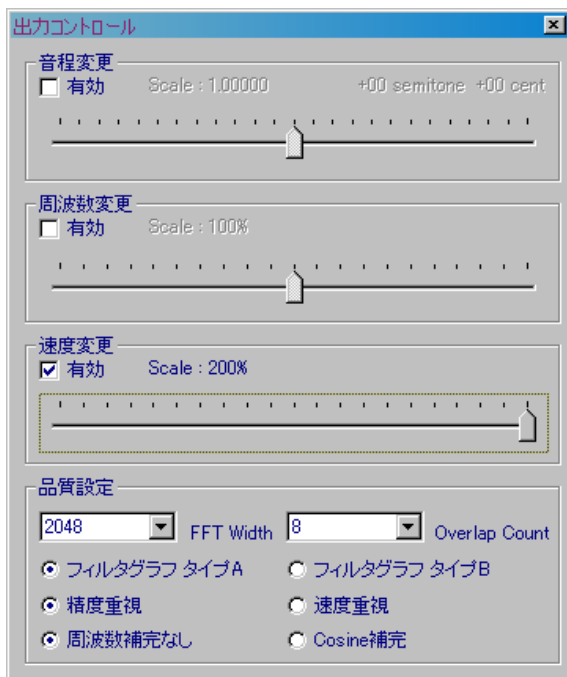 出力コントロール
音程変更
有効 Scale : 1.00000 +00 semitone +00 cent
周波数変更
有効 Scale : 100%
速度変更
有効 Scale : 200%
品質設定
2048 FFT Width 8 Overlap Count
フィルタグラフ タイプA フィルタグラフ タイプB
精度重視 速度重視
周波数補完なし Cosine補完